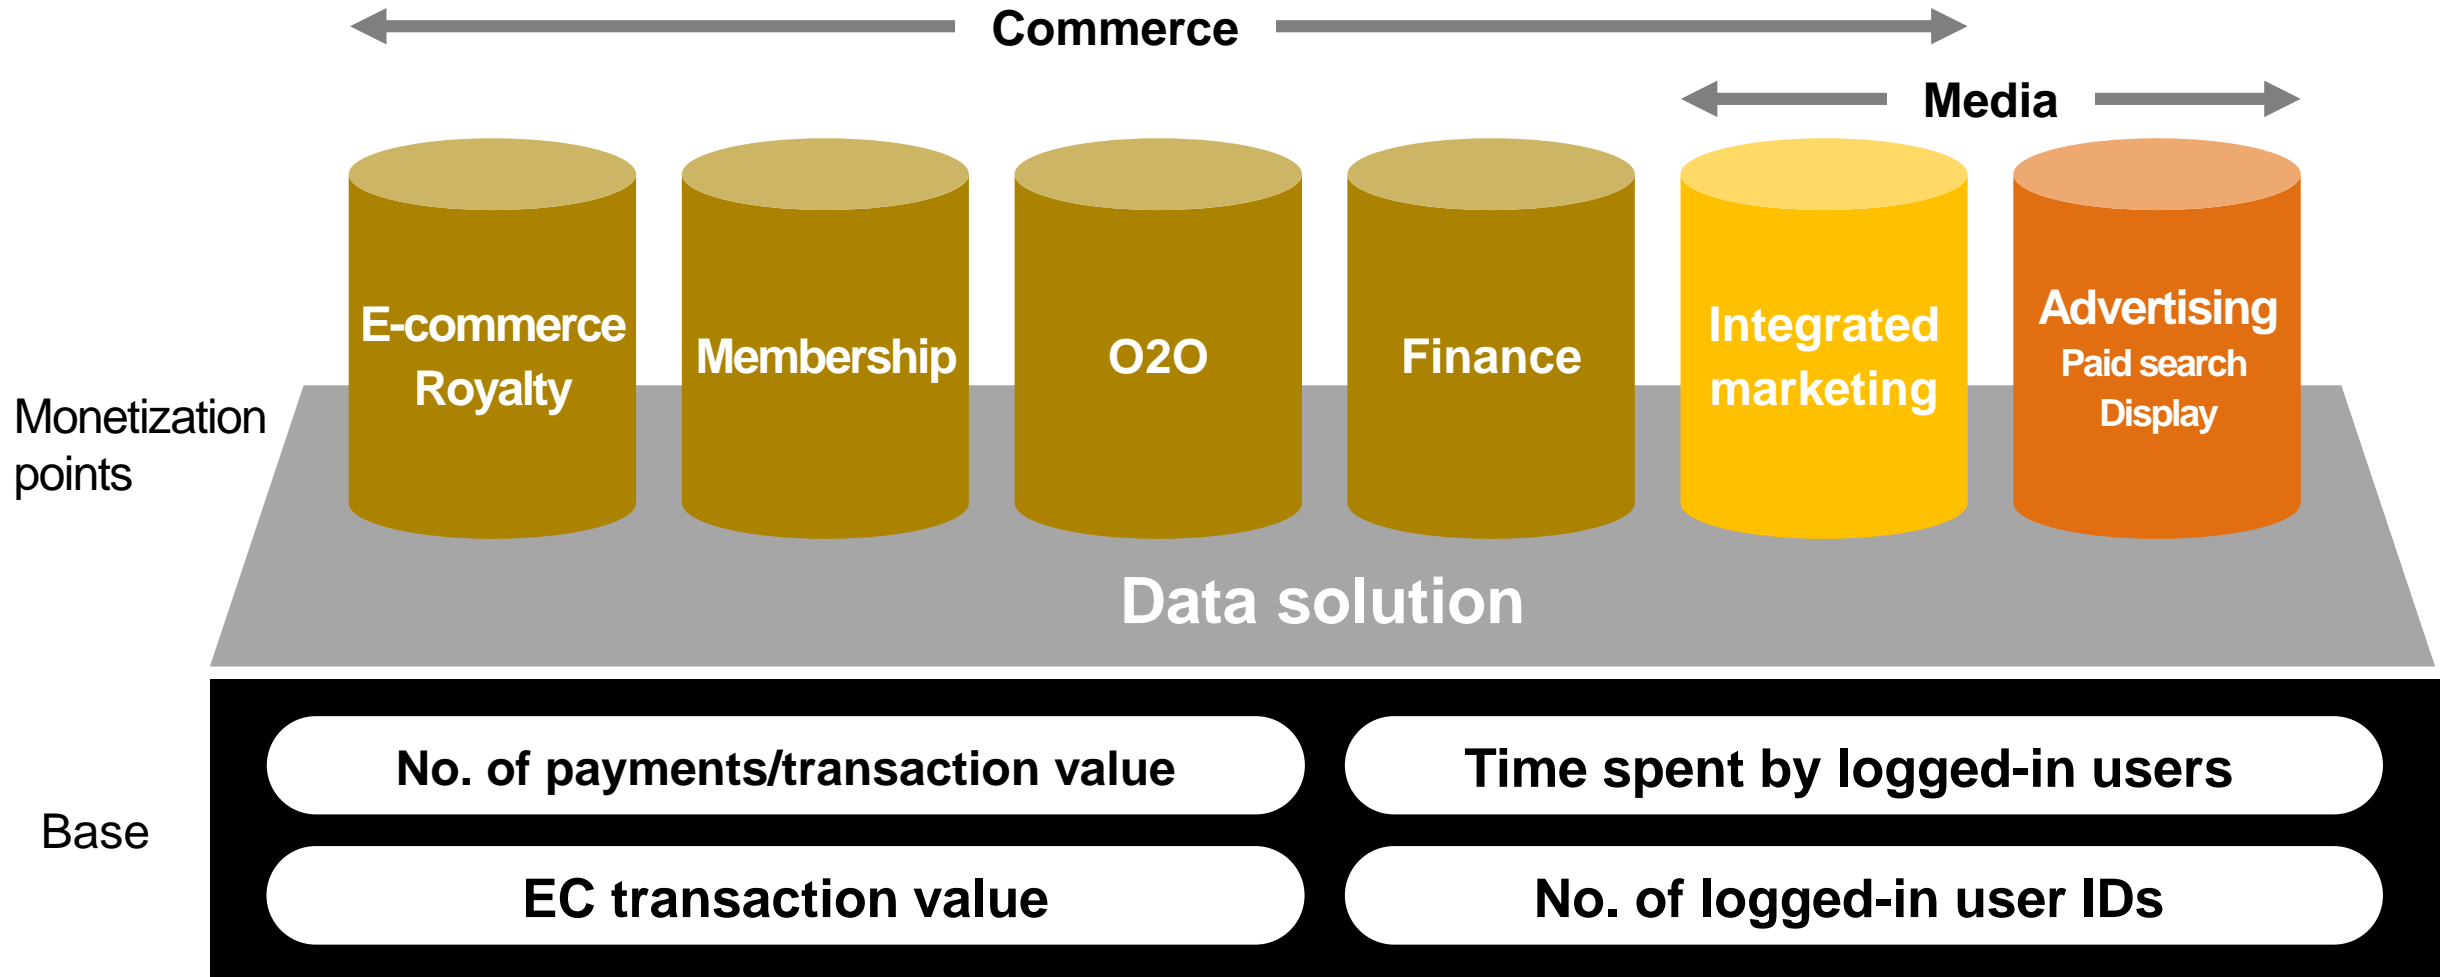 Commerce
Media
E-commerce
Royalty
Membership
O2O
Finance
Integrated
marketing
Advertising
Paid search
Display
Monetization
points
Data solution
Base
No. of payments/transaction value
Time spent by logged-in users
EC transaction value
No. of logged-in user IDs